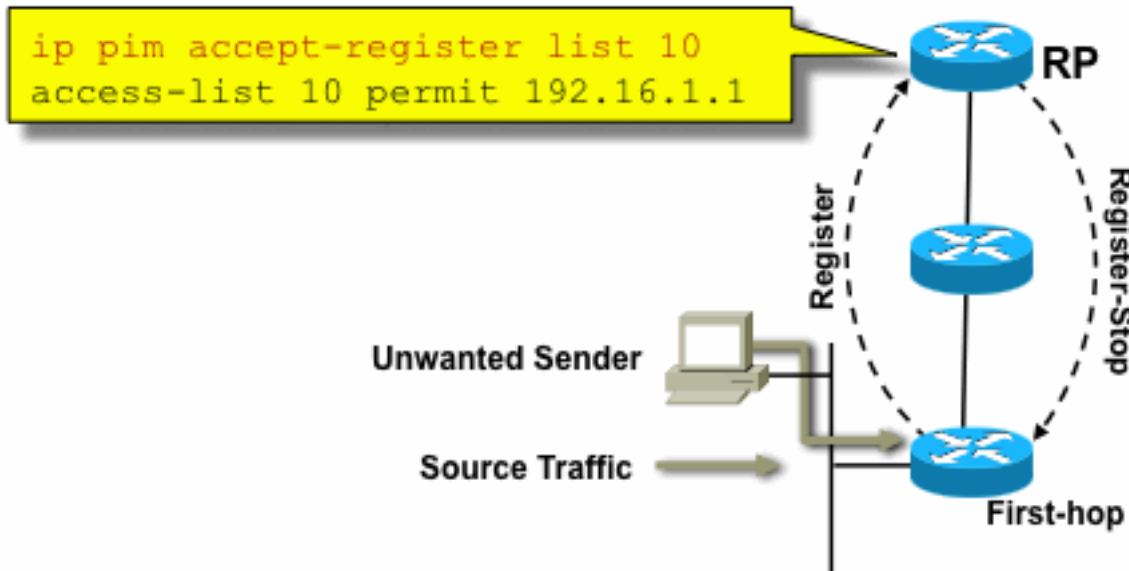 ip pim accept-register list 10
access-list 10 permit 192.16.1.1
RP
Register
Register-Stop
Unwanted Sender
Source Traffic
First-hop